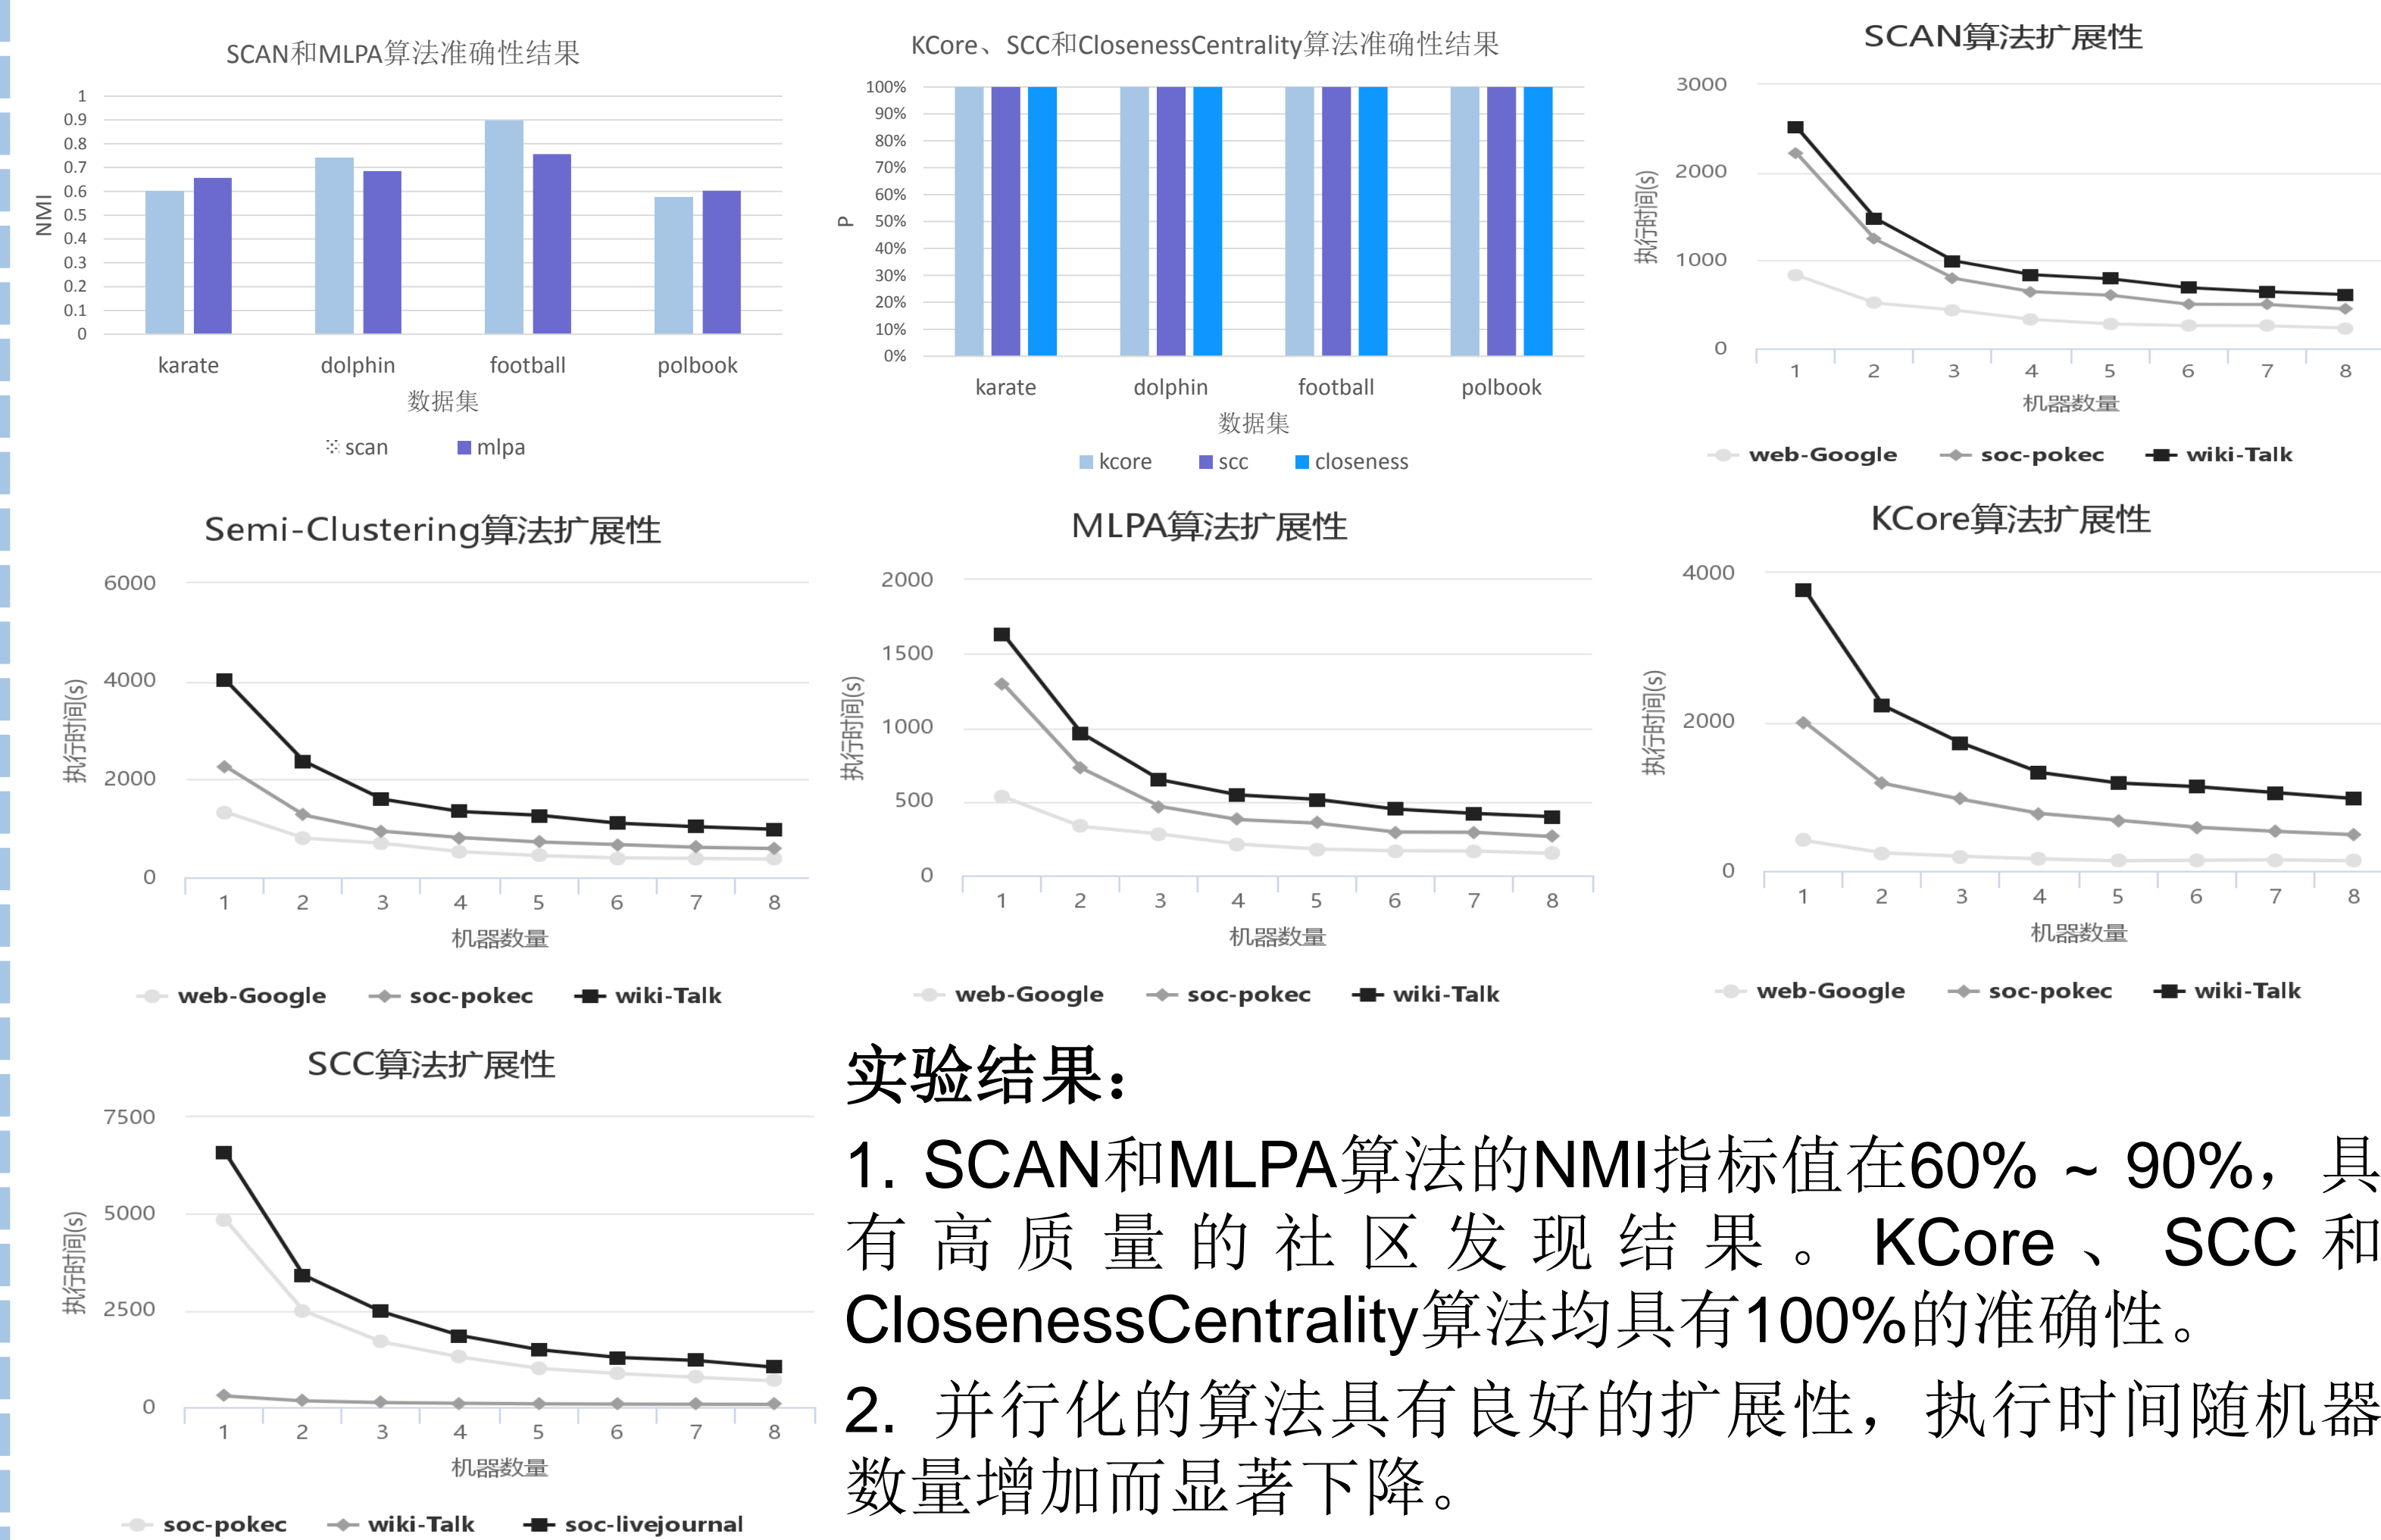 SCAN和MLPA算法准确性结果
1
0.9
0.8
0.7
0.6
0.5
0.4
0.3
0.2
0.1
0
NMI
karate dolphin football polbook
数据集
scan mlpa
KCore、SCC和ClosenessCentrality算法准确性结果
100%
90%
80%
70%
60%
50%
40%
30%
20%
10%
0%
P
karate dolphin football polbook
数据集
kcore scc closeness
SCAN算法扩展性
3000
2000
1000
0
执行时间(s)
1 2 3 4 5 6 7 8
机器数量
web-Google soc-pokec wiki-Talk
Semi-Clustering算法扩展性
6000
4000
2000
0
执行时间(s)
1 2 3 4 5 6 7 8
机器数量
web-Google soc-pokec wiki-Talk
MLPA算法扩展性
2000
1500
1000
500
0
执行时间(s)
1 2 3 4 5 6 7 8
机器数量
web-Google soc-pokec wiki-Talk
KCore算法扩展性
4000
2000
0
执行时间(s)
1 2 3 4 5 6 7 8
机器数量
web-Google soc-pokec wiki-Talk
SCC算法扩展性
7500
5000
2500
0
执行时间(s)
1 2 3 4 5 6 7 8
机器数量
soc-pokec wiki-Talk soc-livejournal
实验结果：
1. SCAN和MLPA算法的NMI指标值在60% ~ 90%，具
有高质量的社区发现结果。KCore、SCC和
ClosenessCentrality算法均具有100%的准确性。
2. 并行化的算法具有良好的扩展性，执行时间随机器
数量增加而显著下降。